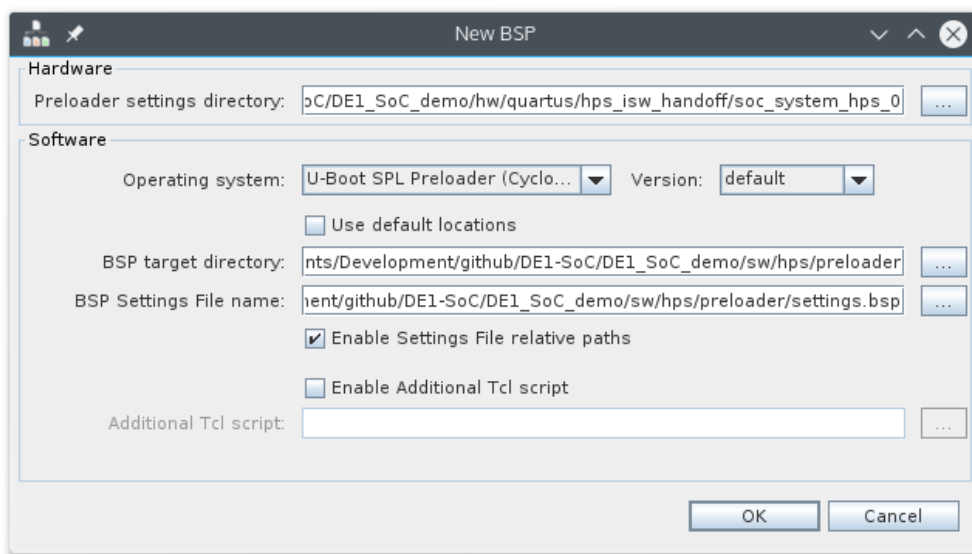 New BSP
Hardware
Preloader settings directory: oC/DE1_SoC_demo/hw/quartus/hps_isw_handoff/soc_system_hps_0 ...
Software
Operating system: U-Boot SPL Preloader (Cyclo... Version: default
Use default locations
BSP target directory: nts/Development/github/DE1-SoC/DE1_SoC_demo/sw/hps/preloader ...
BSP Settings File name: nent/github/DE1-SoC/DE1_SoC_demo/sw/hps/preloader/settings.bsp ...
Enable Settings File relative paths
Enable Additional Tcl script
Additional Tcl script: ...
OK Cancel